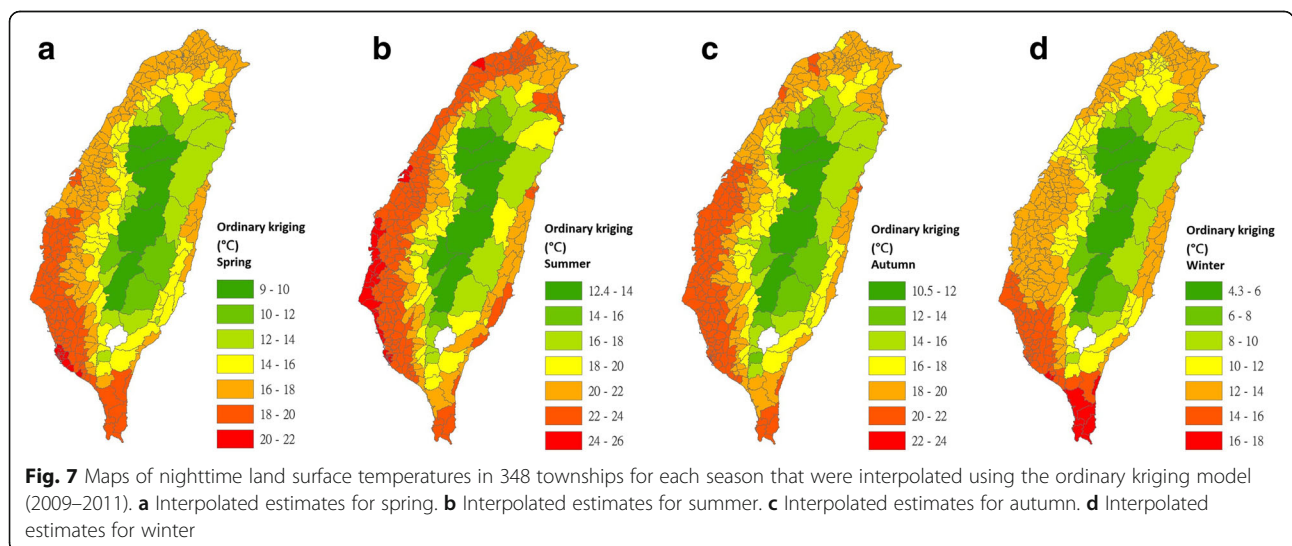 a
b
c
d
Ordinary kriging
(°C)
Spring
9 - 10
10 - 12
12 - 14
14 - 16
16 - 18
18 - 20
20 - 22
Ordinary kriging
(°C)
Summer
12.4 - 14
14 - 16
16 - 18
18 - 20
20 - 22
22 - 24
24 - 26
Ordinary kriging
(°C)
Autumn
10.5 - 12
12 - 14
14 - 16
16 - 18
18 - 20
20 - 22
22 - 24
Ordinary kriging
(°C)
Winter
4.3 - 6
6 - 8
8 - 10
10 - 12
12 - 14
14 - 16
16 - 18
Fig. 7 Maps of nighttime land surface temperatures in 348 townships for each season that were interpolated using the ordinary kriging model
(2009–2011). a Interpolated estimates for spring. b Interpolated estimates for summer. c Interpolated estimates for autumn. d Interpolated
estimates for winter